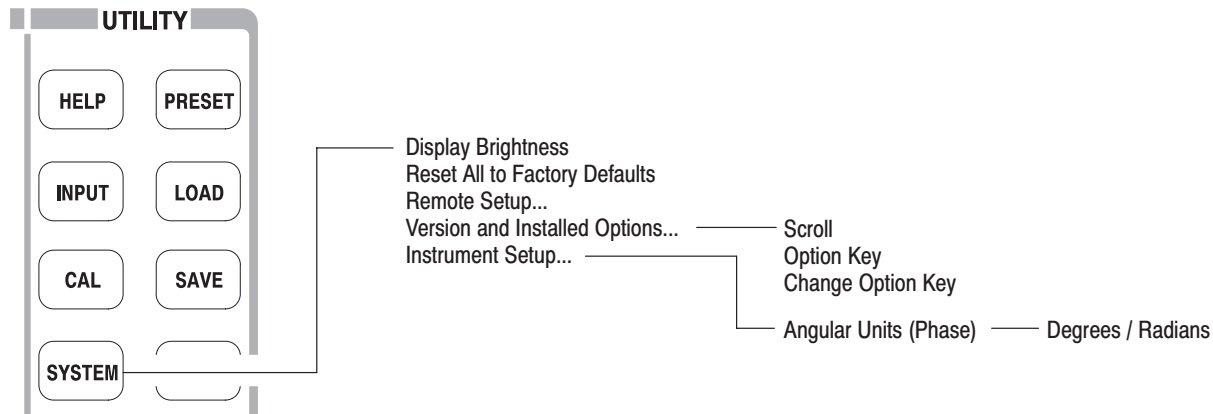 UTILITY
HELP
PRESET
INPUT
LOAD
CAL
SAVE
SYSTEM
Display Brightness
Reset All to Factory Defaults
Remote Setup...
Version and Installed Options...
Instrument Setup...
Scroll
Option Key
Change Option Key
Angular Units (Phase)
Degrees / Radians